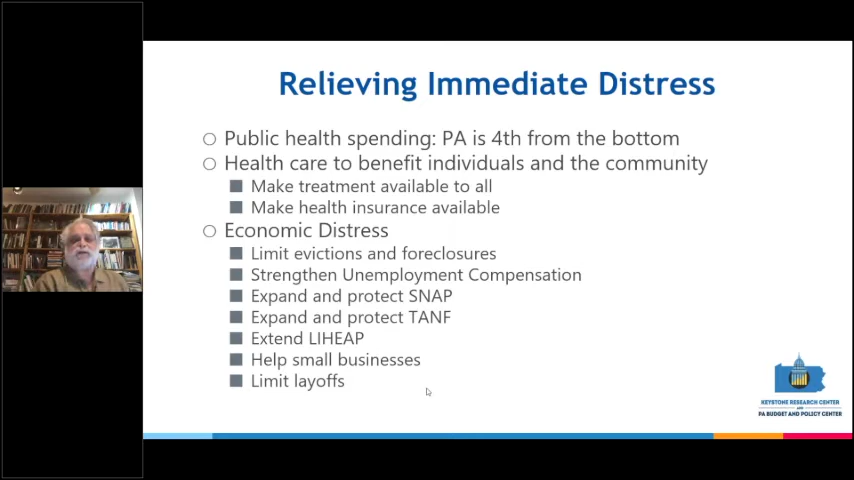 Relieving Immediate Distress
Public health spending: PA is 4th from the bottom
Health care to benefit individuals and the community
Make treatment available to all
Make health insurance available
Economic Distress
Limit evictions and foreclosures
Strengthen Unemployment Compensation
Expand and protect SNAP
Expand and protect TANF
Extend LIHEAP
Help small businesses
Limit layoffs
KEYSTONE RESEARCH CENTER
AND
PA BUDGET AND POLICY CENTER